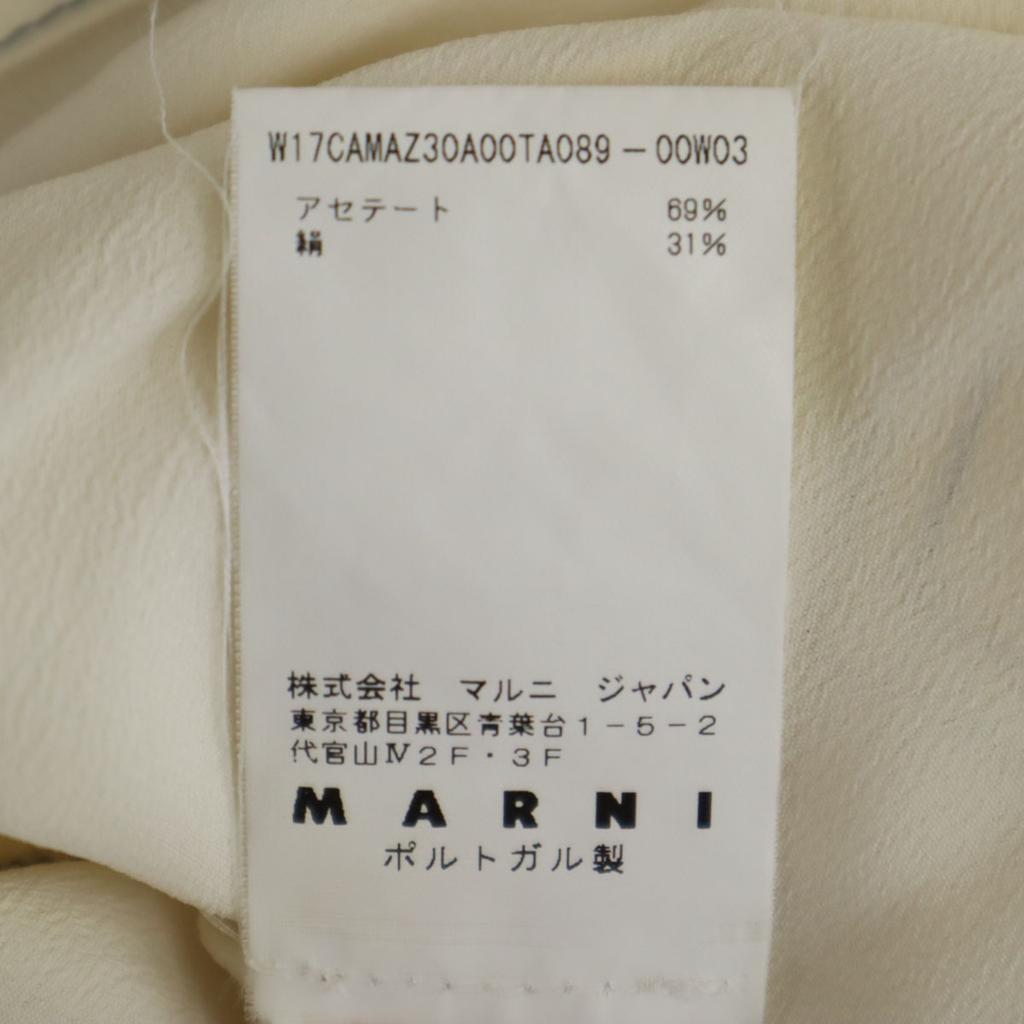 W17CAMAZ30A00TA089-00W03
アセテート 69%
絹 31%
株式会社 マルニ ジャパン
東京都目黒区青葉台1-5-2
代官山Ⅳ2F・3F
MARNI
ポルトガル製